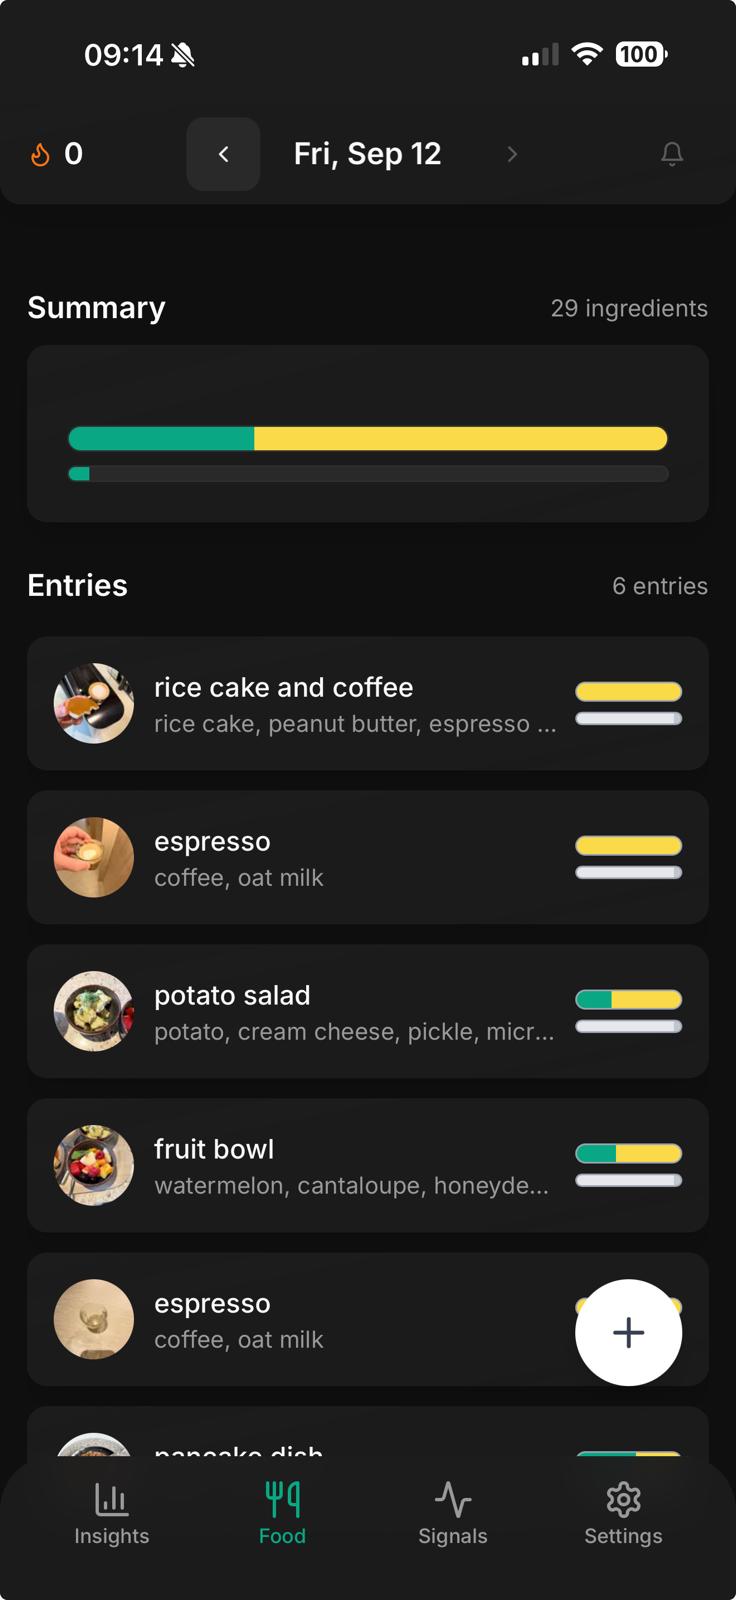 09:14
100
0
Fri, Sep 12
Summary
29 ingredients
Entries
6 entries
rice cake and coffee
rice cake, peanut butter, espresso ...
espresso
coffee, oat milk
potato salad
potato, cream cheese, pickle, micr...
fruit bowl
watermelon, cantaloupe, honeyde...
espresso
coffee, oat milk
pancake dish
Insights
Food
Signals
Settings